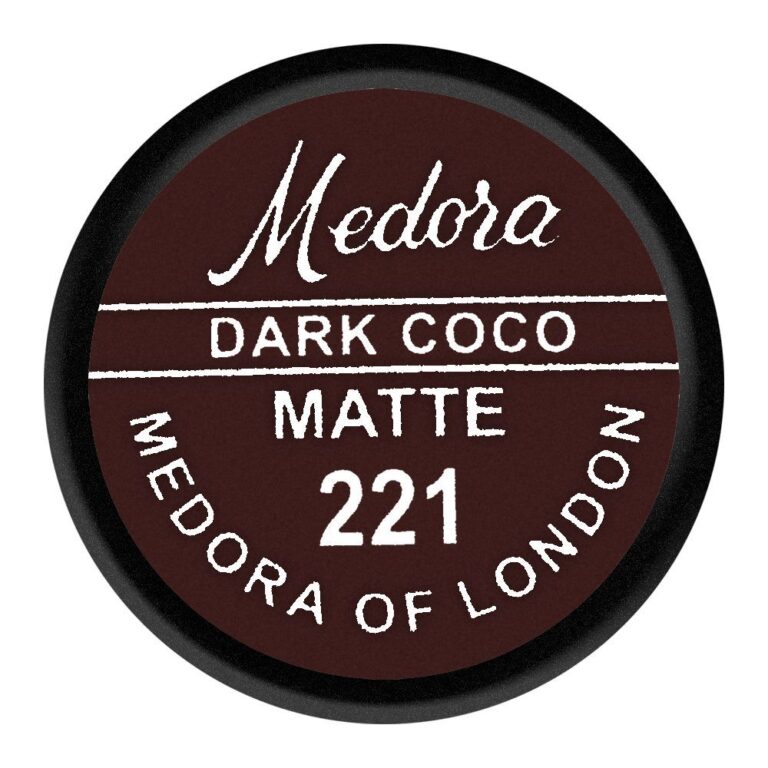 Medora
DARK COCO
MATTE
221
MEDORA OF LONDON